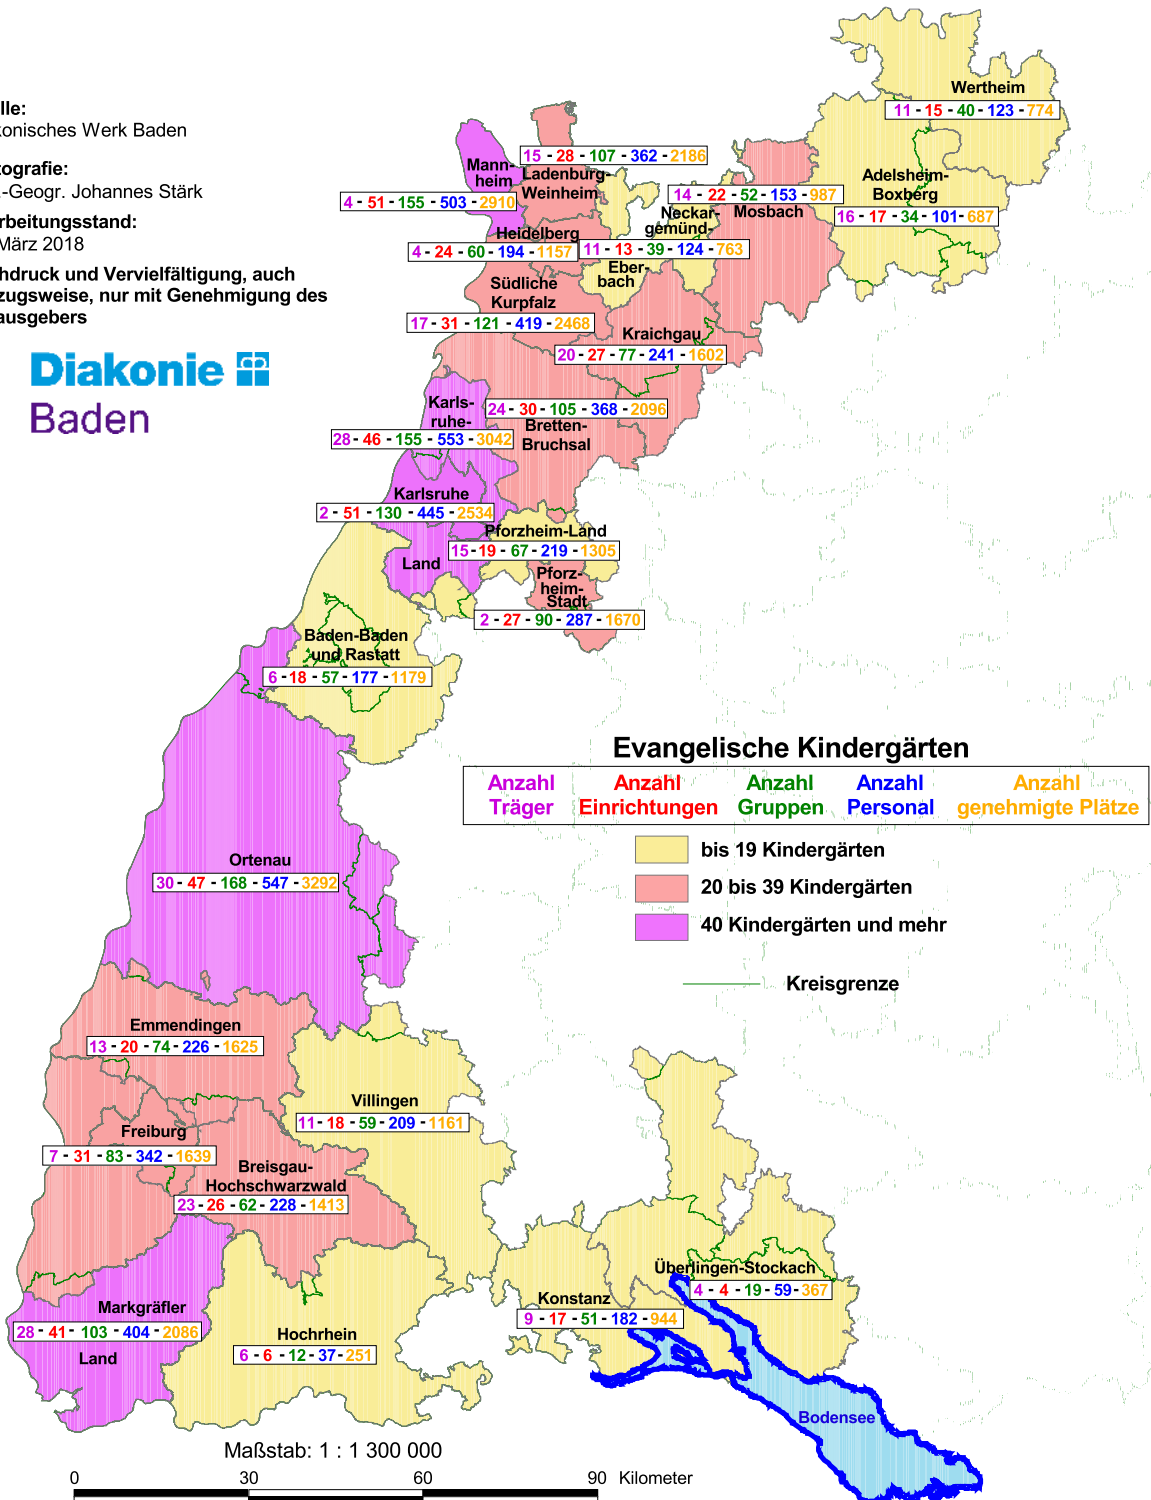 lle:
konisches Werk Baden
tografie:
.-Geogr. Johannes Stärk
rbeitungsstand:
März 2018
hdruck und Vervielfältigung, auch
zugsweise, nur mit Genehmigung des
ausgebers
Diakonie
Baden
Wertheim
11 - 15 - 40 - 123 - 774
Mann-
heim
4 - 51 - 155 - 503 - 2910
15 - 28 - 107 - 362 - 2186
Ladenburg-
Weinheim
Adelsheim-
Boxberg
16 - 17 - 34 - 101 - 687
14 - 22 - 52 - 153 - 987
Mosbach
Neckar-
gemünd-
11 - 13 - 39 - 124 - 763
Eber-
bach
Heidelberg
4 - 24 - 60 - 194 - 1157
Südliche
Kurpfalz
17 - 31 - 121 - 419 - 2468
Kraichgau
20 - 27 - 77 - 241 - 1602
24 - 30 - 105 - 368 - 2096
Bretten-
Bruchsal
Karls-
ruhe-
28 - 46 - 155 - 553 - 3042
Karlsruhe
2 - 51 - 130 - 445 - 2534
Land
Pforzheim-Land
15 - 19 - 67 - 219 - 1305
Pforz-
heim-
Stadt
2 - 27 - 90 - 287 - 1670
Baden-Baden
und Rastatt
6 - 18 - 57 - 177 - 1179
Evangelische Kindergärten
Anzahl Anzahl Anzahl Anzahl Anzahl
Träger Einrichtungen Gruppen Personal genehmigte Plätze
bis 19 Kindergärten
20 bis 39 Kindergärten
40 Kindergärten und mehr
Kreisgrenze
Ortenau
30 - 47 - 168 - 547 - 3292
Emmendingen
13 - 20 - 74 - 226 - 1625
Villingen
11 - 18 - 59 - 209 - 1161
Freiburg
7 - 31 - 83 - 342 - 1639
Breisgau-
Hochschwarzwald
23 - 26 - 62 - 228 - 1413
Überlingen-Stockach
4 - 4 - 19 - 59 - 367
Konstanz
9 - 17 - 51 - 182 - 944
Markgräfler
28 - 41 - 103 - 404 - 2086
Land
Hochrhein
6 - 6 - 12 - 37 - 251
Bodensee
Maßstab: 1 : 1 300 000
0 30 60 90 Kilometer